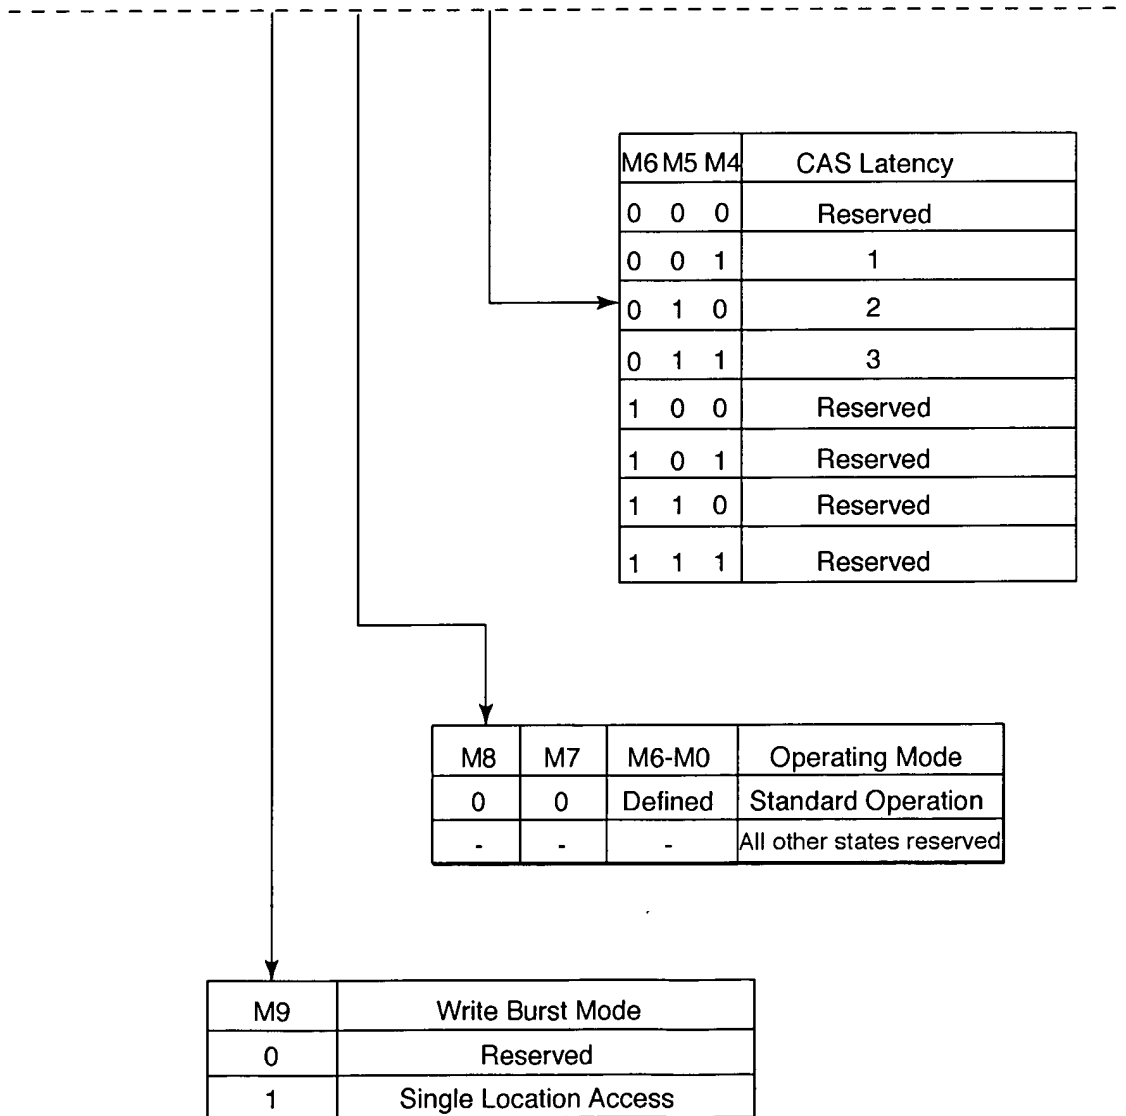 M6 M5 M4 CAS Latency
0 0 0 Reserved
0 0 1 1
0 1 0 2
0 1 1 3
1 0 0 Reserved
1 0 1 Reserved
1 1 0 Reserved
1 1 1 Reserved
M8 M7 M6-M0 Operating Mode
0 0 Defined Standard Operation
- - - All other states reserved
M9 Write Burst Mode
0 Reserved
1 Single Location Access